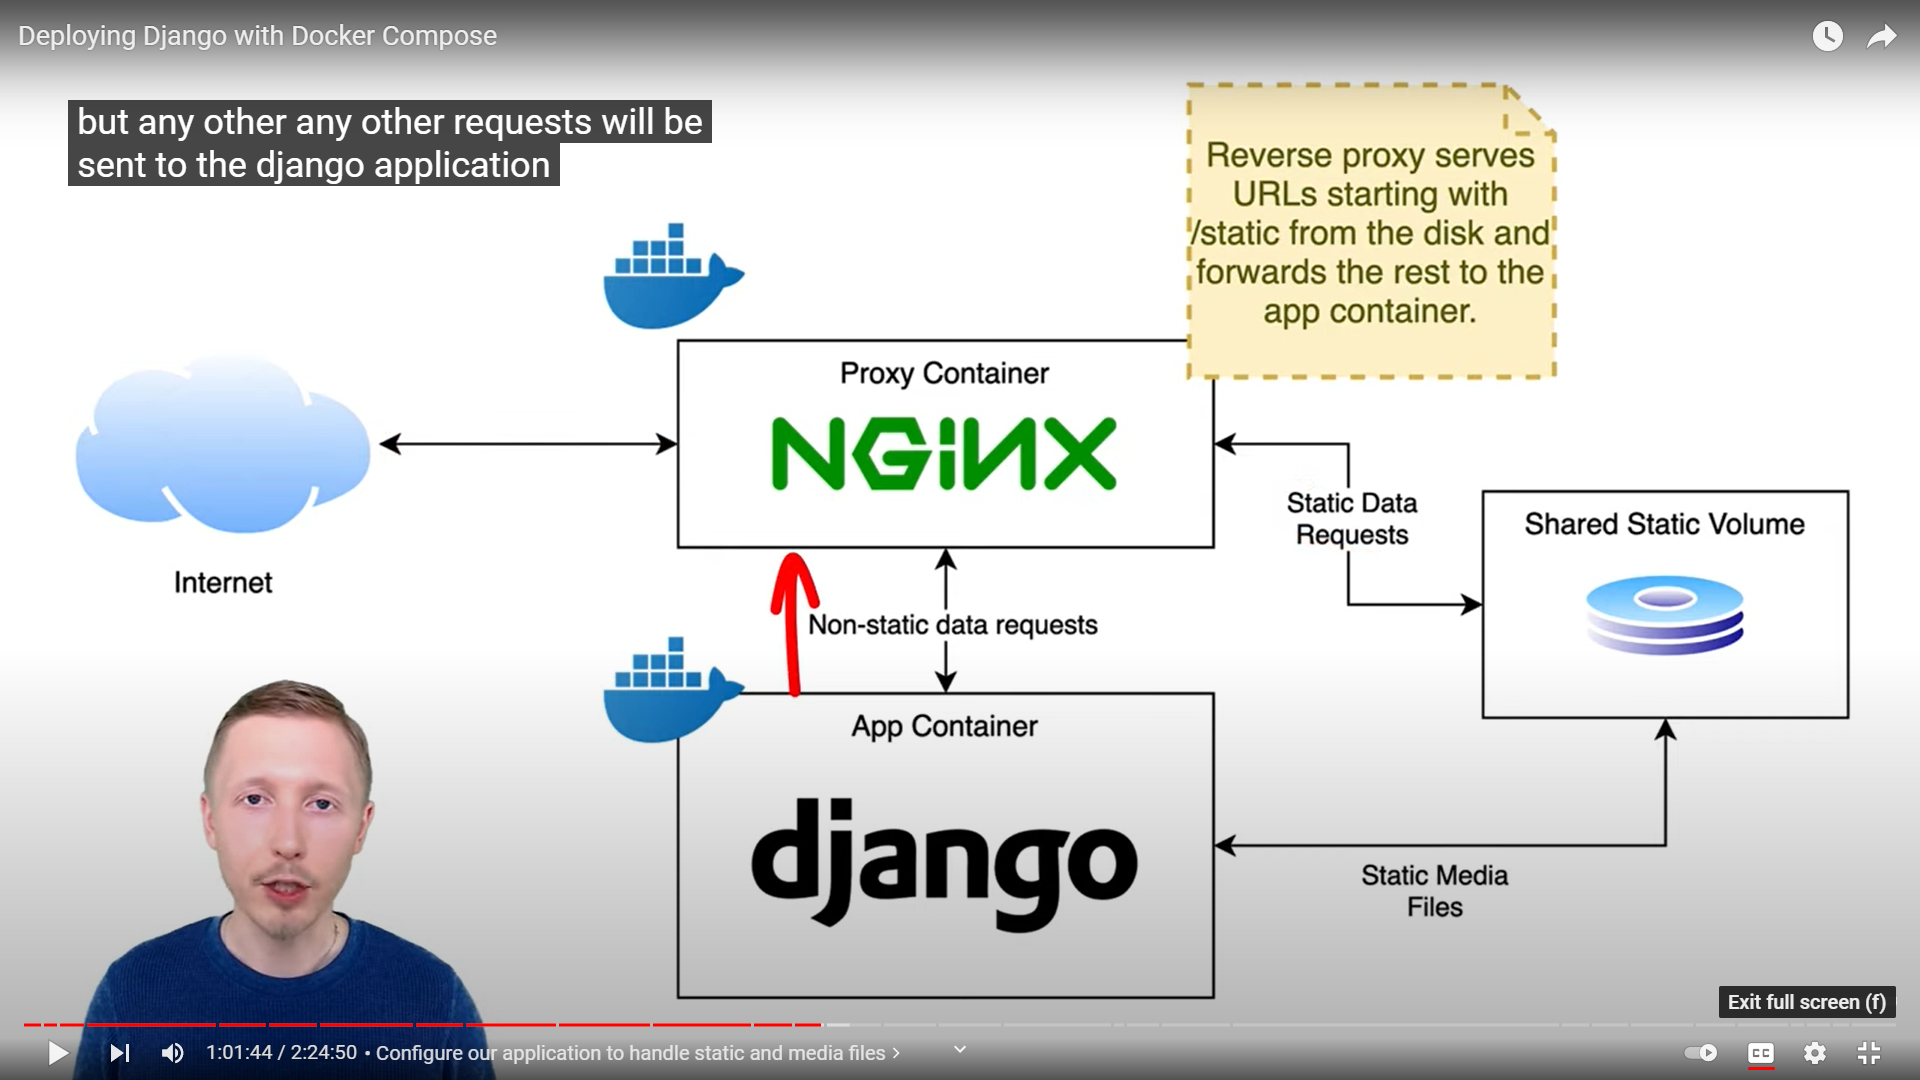 Deploying Django with Docker Compose
but any other any other requests will be
sent to the django application
Reverse proxy serves
URLs starting with
/static from the disk and
forwards the rest to the
app container.
Proxy Container
NGiNX
Internet
Static Data
Requests
Shared Static Volume
Non-static data requests
App Container
django
Static Media
Files
Exit full screen (f)
1:01:44 / 2:24:50 • Configure our application to handle static and media files
CC